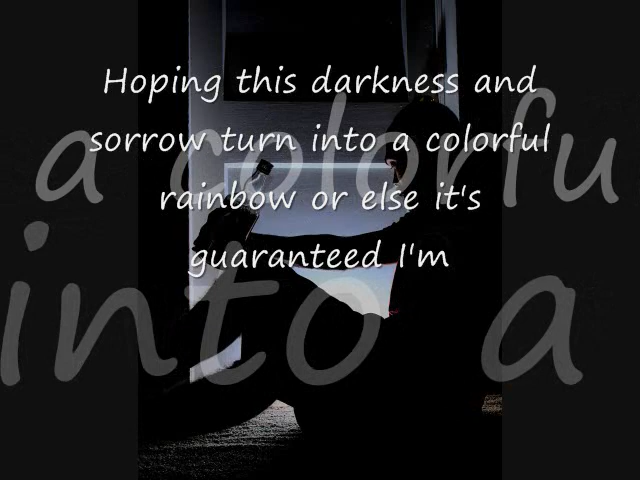 Hoping this darkness and
sorrow turn into a colorful
rainbow or else it's
guaranteed I'm
a colorfu
into a